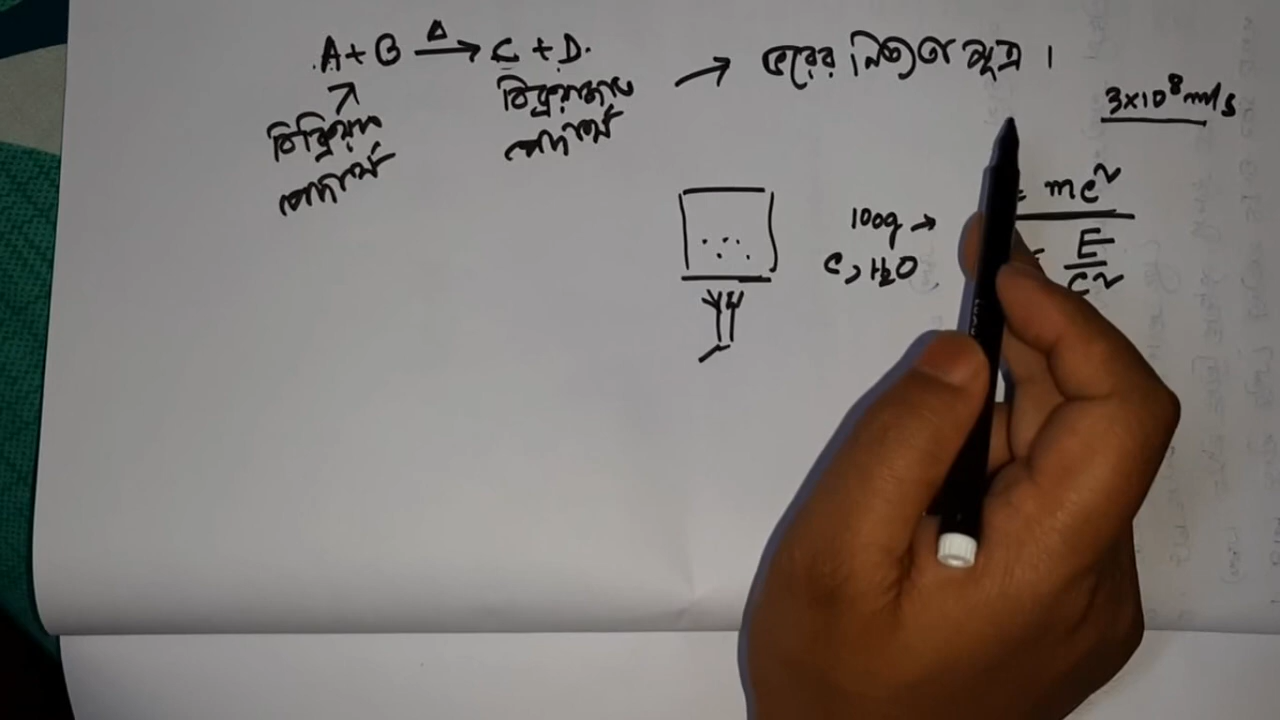 A + B —Δ→ C + D.
বিক্রিয়ক পদার্থ
বিক্রিয়াজাত পদার্থ
→ ভরের নিত্যতা সূত্র ।
3×10⁸ m/s
= mc²
100g →
C, H₂O
= E/c²